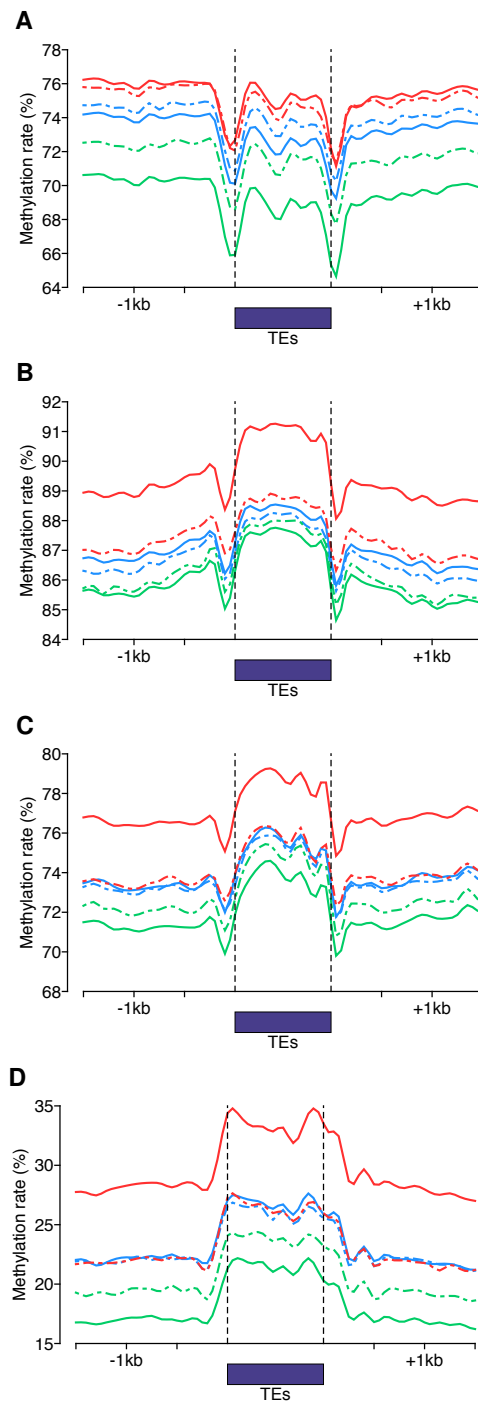 A
Methylation rate (%)
78
76
74
72
70
68
66
64
-1kb
+1kb
TEs
B
Methylation rate (%)
92
91
90
89
88
87
86
85
84
-1kb
+1kb
TEs
C
Methylation rate (%)
80
78
76
74
72
70
68
-1kb
+1kb
TEs
D
Methylation rate (%)
35
30
25
20
15
-1kb
+1kb
TEs